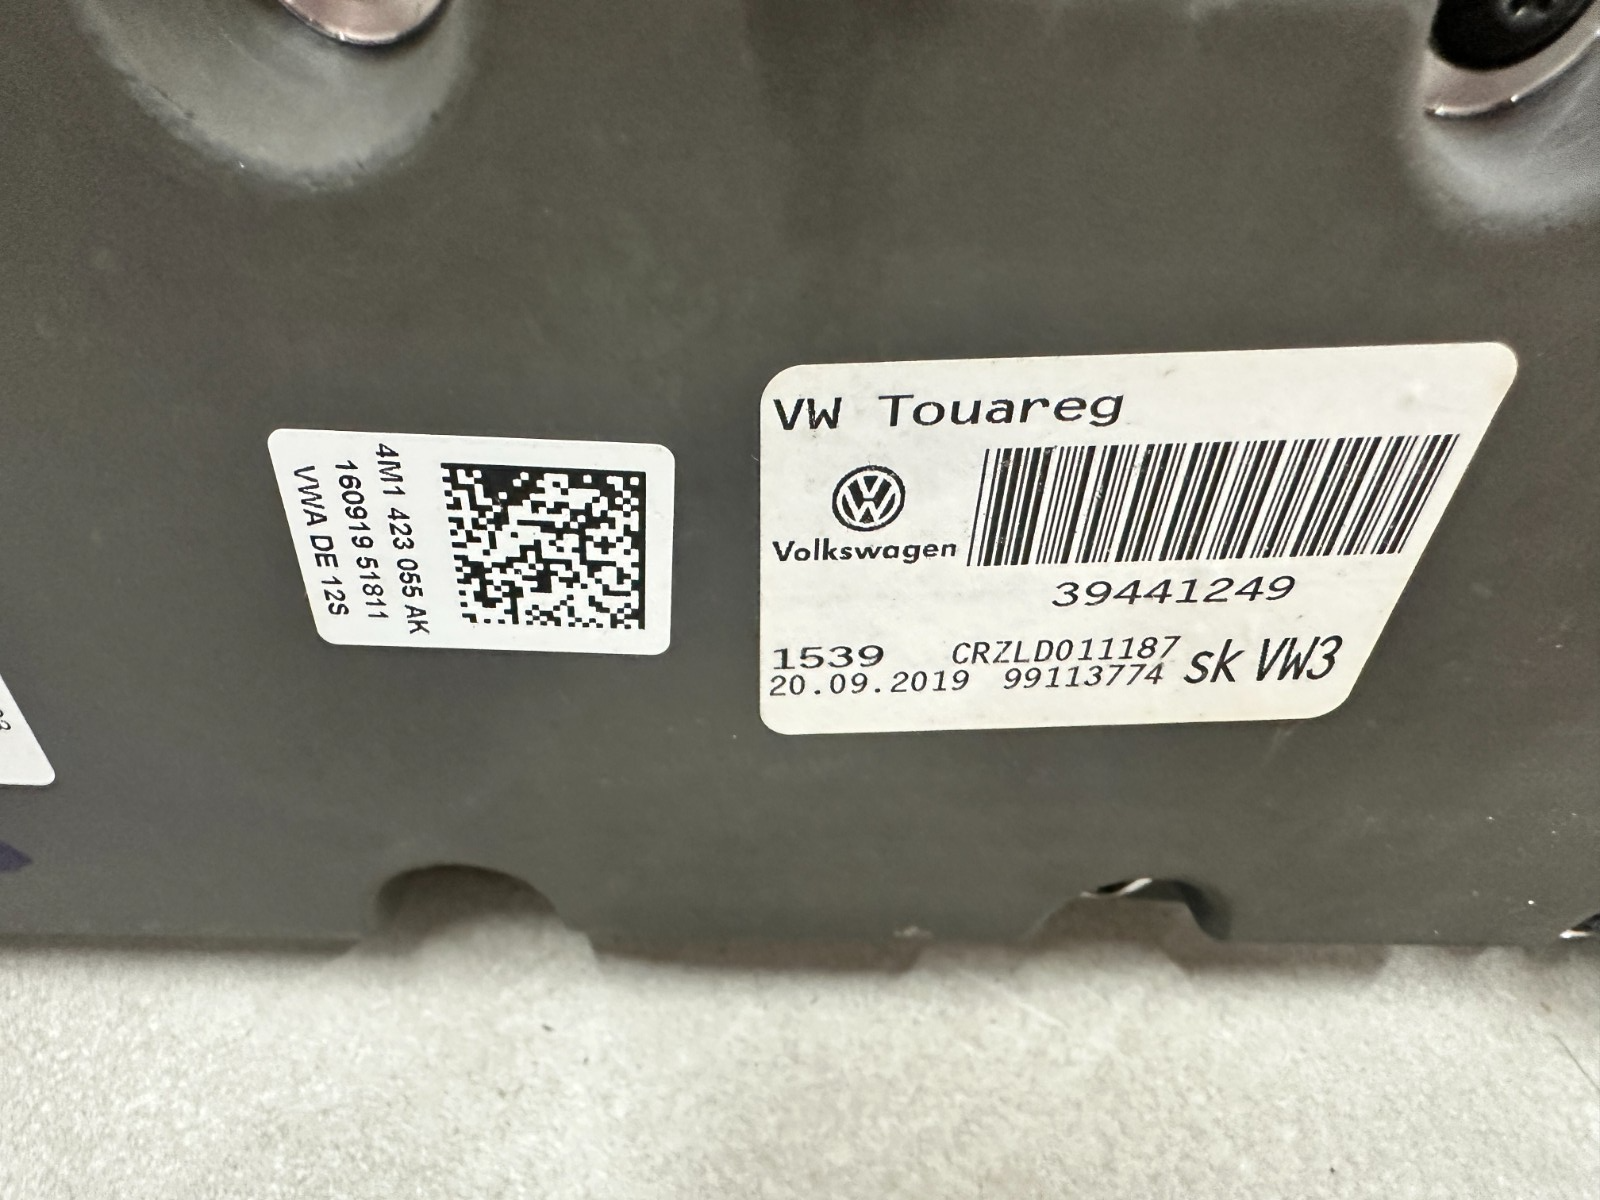 4M1 423 055 AK
160919 51811
VWA DE 12S
VW Touareg
Volkswagen
39441249
1539 CRZLD011187
20.09.2019 99113774 sk VW3